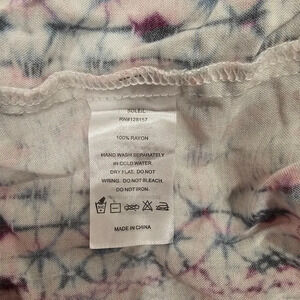 SOLEIL
RN#128157
100% RAYON
HAND WASH SEPARATELY
IN COLD WATER.
DRY FLAT. DO NOT
WRING. DO NOT BLEACH.
DO NOT IRON.
MADE IN CHINA